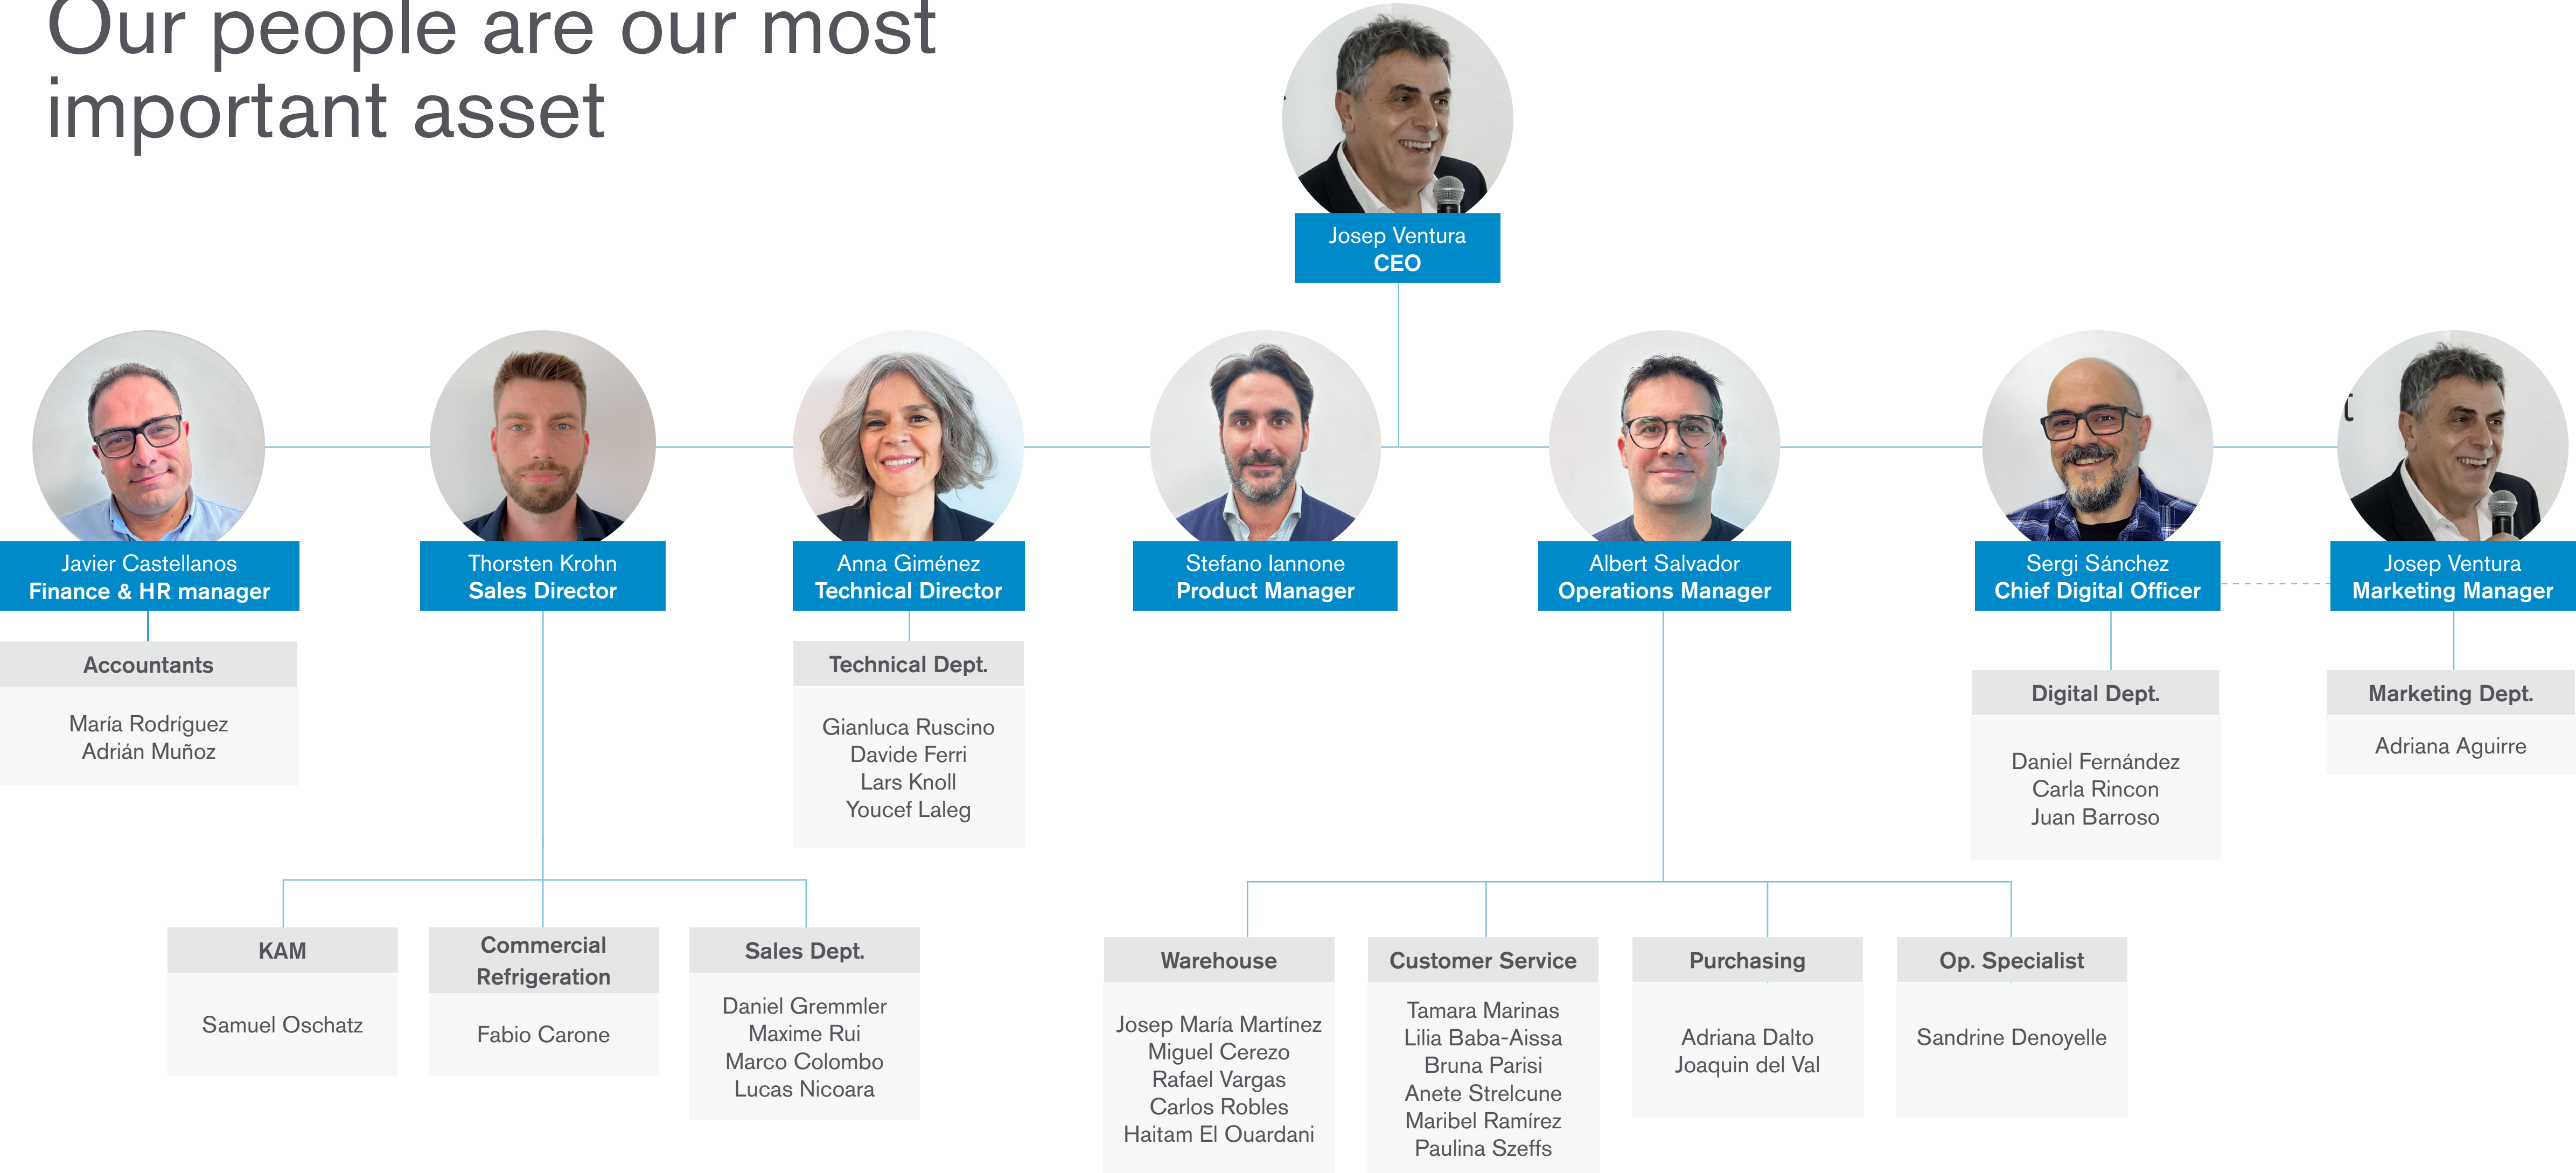 Our people are our most
important asset
Josep Ventura
CEO
Javier Castellanos
Finance & HR manager
Thorsten Krohn
Sales Director
Anna Giménez
Technical Director
Stefano Iannone
Product Manager
Albert Salvador
Operations Manager
Sergi Sánchez
Chief Digital Officer
Josep Ventura
Marketing Manager
Accountants
María Rodríguez
Adrián Muñoz
Technical Dept.
Gianluca Ruscino
Davide Ferri
Lars Knoll
Youcef Laleg
Digital Dept.
Daniel Fernández
Carla Rincon
Juan Barroso
Marketing Dept.
Adriana Aguirre
KAM
Samuel Oschatz
Commercial
Refrigeration
Fabio Carone
Sales Dept.
Daniel Gremmler
Maxime Rui
Marco Colombo
Lucas Nicoara
Warehouse
Josep María Martínez
Miguel Cerezo
Rafael Vargas
Carlos Robles
Haitam El Ouardani
Customer Service
Tamara Marinas
Lilia Baba-Aissa
Bruna Parisi
Anete Strelcune
Maribel Ramírez
Paulina Szeffs
Purchasing
Adriana Dalto
Joaquin del Val
Op. Specialist
Sandrine Denoyelle